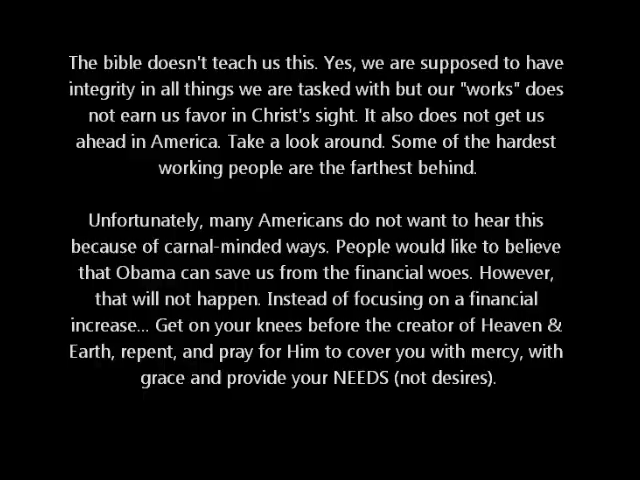 The bible doesn't teach us this. Yes, we are supposed to have
integrity in all things we are tasked with but our "works" does
not earn us favor in Christ's sight. It also does not get us
ahead in America. Take a look around. Some of the hardest
working people are the farthest behind.
Unfortunately, many Americans do not want to hear this
because of carnal-minded ways. People would like to believe
that Obama can save us from the financial woes. However,
that will not happen. Instead of focusing on a financial
increase... Get on your knees before the creator of Heaven &
Earth, repent, and pray for Him to cover you with mercy, with
grace and provide your NEEDS (not desires).